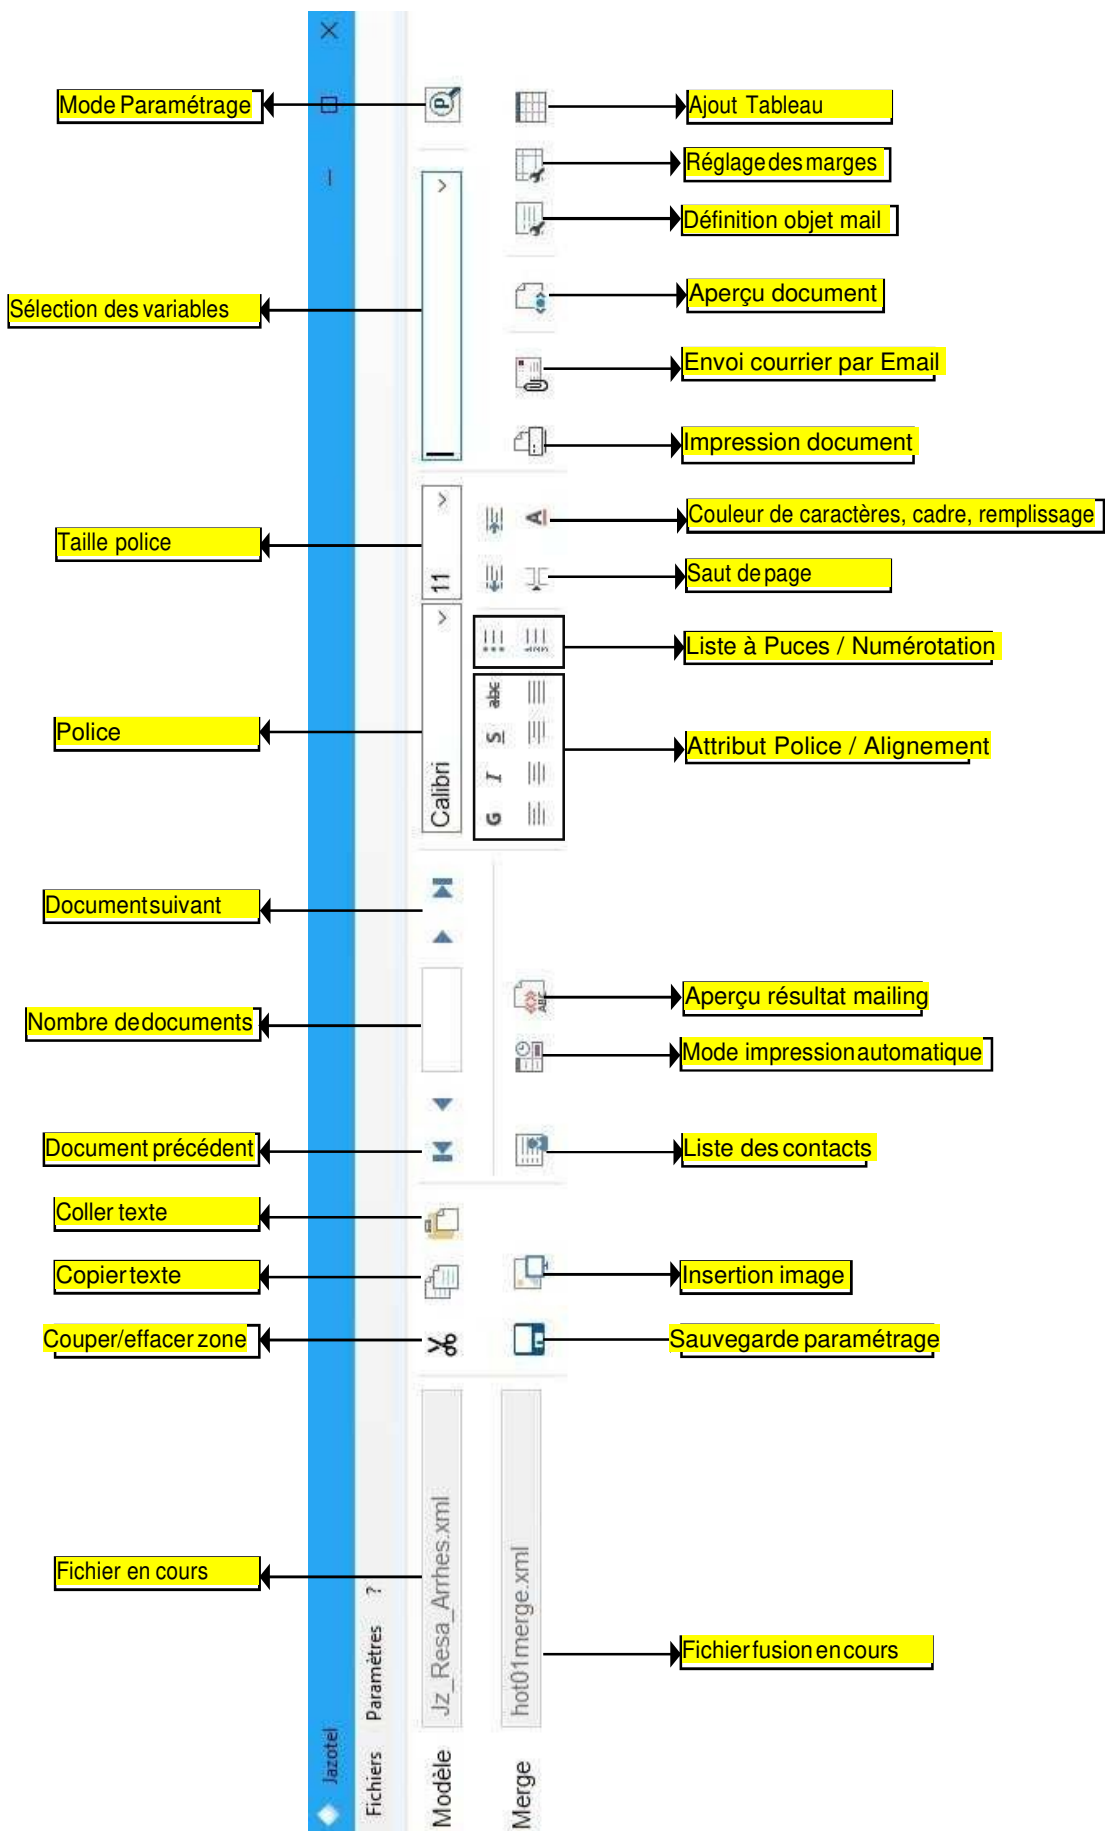 Mode Paramétrage
Sélection des variables
Taille police
Police
Document suivant
Nombre de documents
Document précédent
Coller texte
Copier texte
Couper/effacer zone
Fichier en cours
Jazotel
Fichiers Paramètres ?
Modèle Jz_Resa_Arrhes.xml Calibri 11
G I S abc
Merge hot01merge.xml
ABC
A
P
Ajout Tableau
Réglage des marges
Définition objet mail
Aperçu document
Envoi courrier par Email
Impression document
Couleur de caractères, cadre, remplissage
Saut de page
Liste à Puces / Numérotation
Attribut Police / Alignement
Aperçu résultat mailing
Mode impression automatique
Liste des contacts
Insertion image
Sauvegarde paramétrage
Fichier fusion en cours